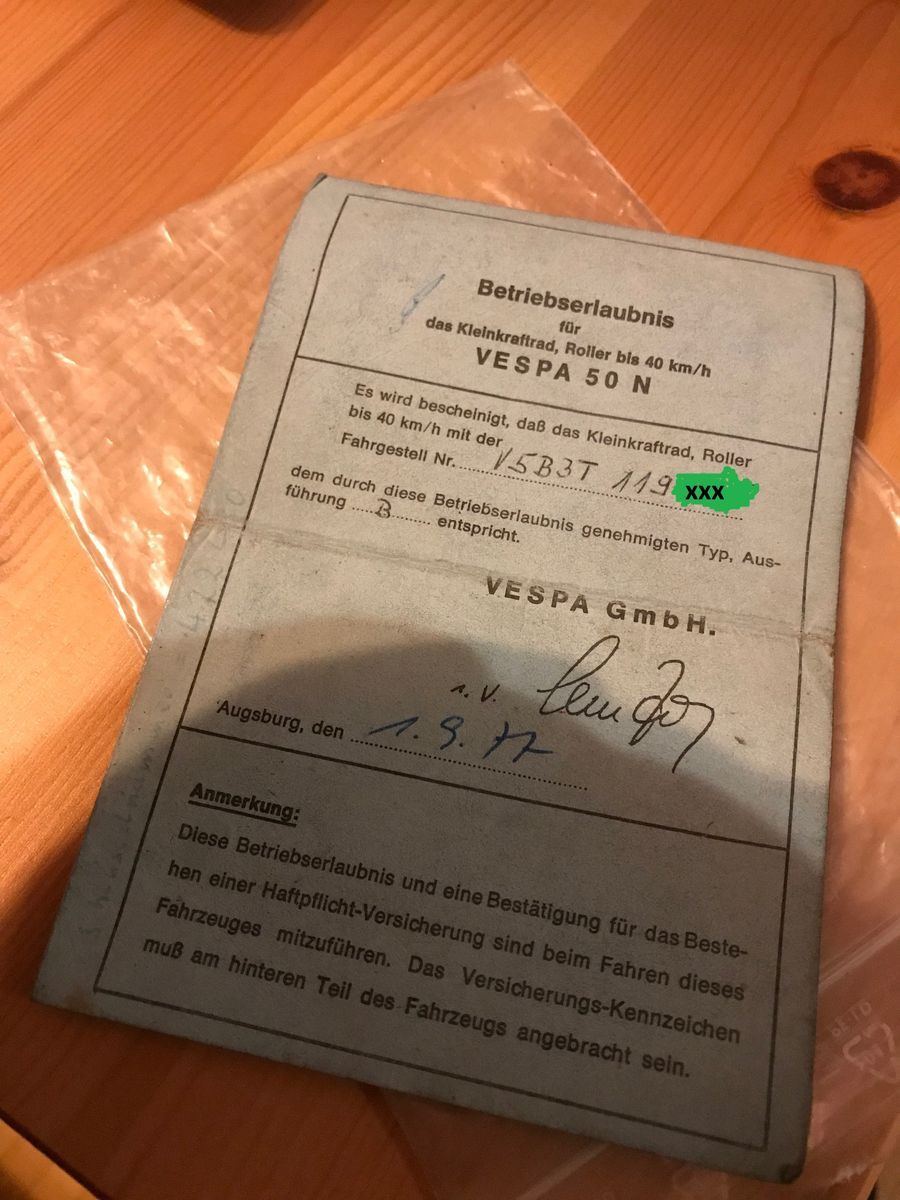 Betriebserlaubnis
für
das Kleinkraftrad, Roller bis 40 km/h
VESPA 50 N
Es wird bescheinigt, daß das Kleinkraftrad, Roller
bis 40 km/h mit der
Fahrgestell Nr. V5B3T 119 xxx
dem durch diese Betriebserlaubnis genehmigten Typ, Aus-
führung B entspricht.
VESPA GmbH.
i.V.
Augsburg, den 1.9.77
Anmerkung:
Diese Betriebserlaubnis und eine Bestätigung für das Beste-
hen einer Haftpflicht-Versicherung sind beim Fahren dieses
Fahrzeuges mitzuführen. Das Versicherungs-Kennzeichen
muß am hinteren Teil des Fahrzeugs angebracht sein.